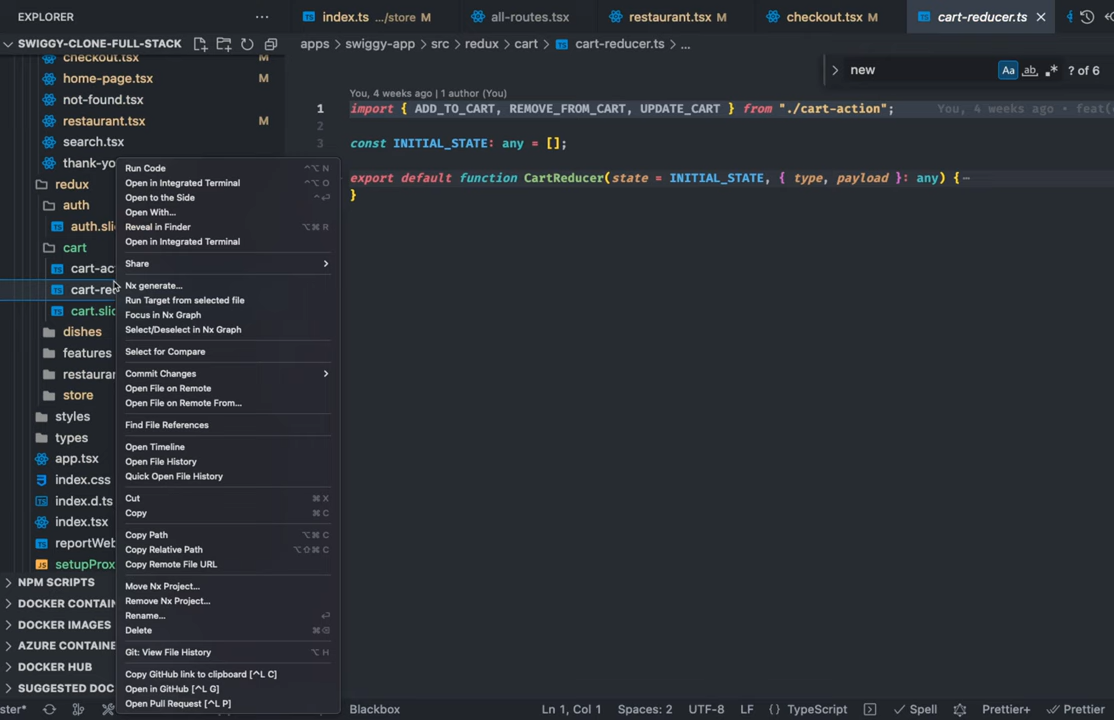 EXPLORER
SWIGGY-CLONE-FULL-STACK
checkout.tsx M
home-page.tsx M
not-found.tsx
restaurant.tsx M
search.tsx
thank-yo
redux
auth
auth.sli
cart
cart-ac
cart-re
cart.slic
dishes
features
restaurar
store
styles
types
app.tsx
index.css
index.d.ts
index.tsx
reportWeb
setupProx
NPM SCRIPTS
DOCKER CONTAIN
DOCKER IMAGES
AZURE CONTAINE
DOCKER HUB
SUGGESTED DOC
Run Code ^⌥ N
Open in Integrated Terminal ^⌥ O
Open to the Side ^⏎
Open With...
Reveal in Finder ⌥⌘ R
Open in Integrated Terminal
Share
Nx generate...
Run Target from selected file
Focus in Nx Graph
Select/Deselect in Nx Graph
Select for Compare
Commit Changes
Open File on Remote
Open File on Remote From...
Find File References
Open Timeline
Open File History
Quick Open File History
Cut ⌘ X
Copy ⌘ C
Copy Path ⌥⌘ C
Copy Relative Path ⌥⇧⌘ C
Copy Remote File URL
Move Nx Project...
Remove Nx Project...
Rename... ⏎
Delete ⌘⌫
Git: View File History ⌥ H
Copy GitHub link to clipboard [^L C]
Open in GitHub [^L G]
Open Pull Request [^L P]
index.ts .../store M
all-routes.tsx
restaurant.tsx M
checkout.tsx M
cart-reducer.ts
apps > swiggy-app > src > redux > cart > cart-reducer.ts > ...
new Aa ab .* ? of 6
You, 4 weeks ago | 1 author (You)
1 import { ADD_TO_CART, REMOVE_FROM_CART, UPDATE_CART } from "./cart-action"; You, 4 weeks ago • feat(
2
3 const INITIAL_STATE: any = [];
export default function CartReducer(state = INITIAL_STATE, { type, payload }: any) {
}
ster* Blackbox Ln 1, Col 1 Spaces: 2 UTF-8 LF {} TypeScript Spell Prettier+ Prettier